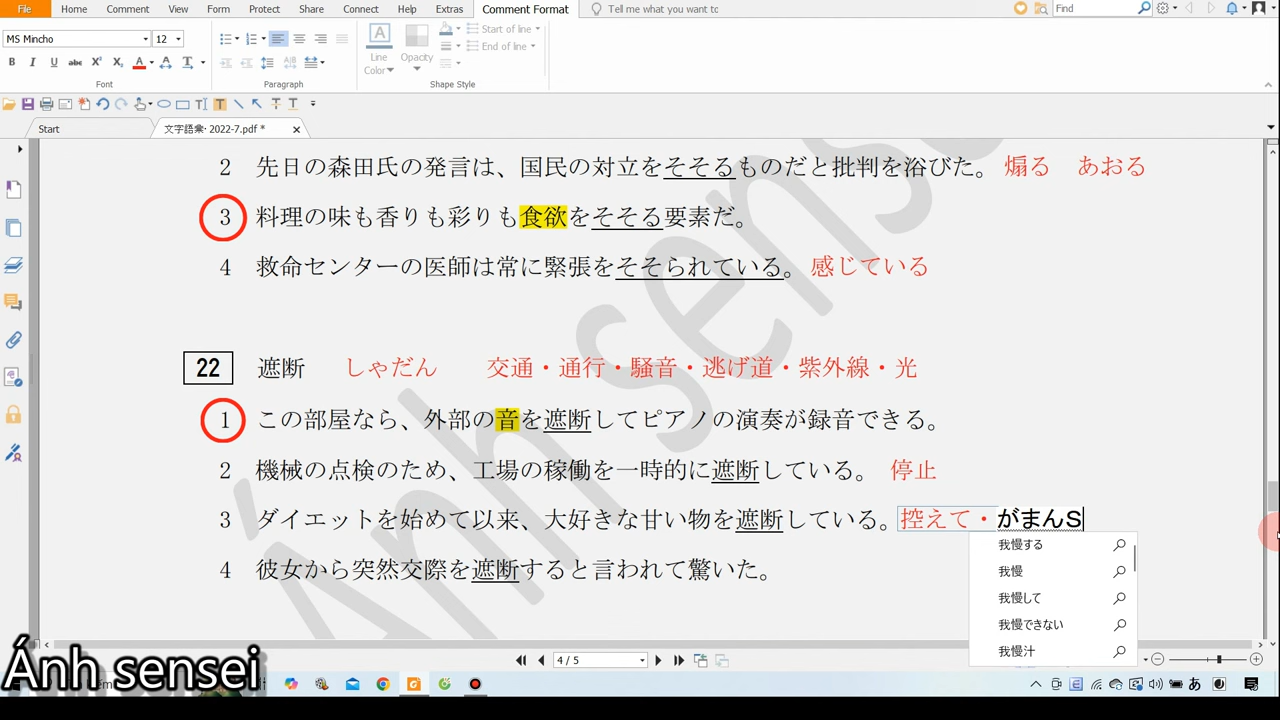 File Home Comment View Form Protect Share Connect Help Extras Comment Format Tell me what you want to Find
MS Mincho 12
Line Color Opacity Start of line End of line
Font Paragraph Shape Style
Start 文字語彙· 2022-7.pdf *
2 先日の森田氏の発言は、国民の対立をそそるものだと批判を浴びた。 煽る あおる
3 料理の味も香りも彩りも食欲をそそる要素だ。
4 救命センターの医師は常に緊張をそそられている。 感じている
22 遮断 しゃだん 交通・通行・騒音・逃げ道・紫外線・光
1 この部屋なら、外部の音を遮断してピアノの演奏が録音できる。
2 機械の点検のため、工場の稼働を一時的に遮断している。 停止
3 ダイエットを始めて以来、大好きな甘い物を遮断している。 控えて・がまんS
我慢する
我慢
我慢して
4 彼女から突然交際を遮断すると言われて驚いた。
我慢できない
我慢汁
4 / 5
Ánh sensei
Ánh sensei
あ